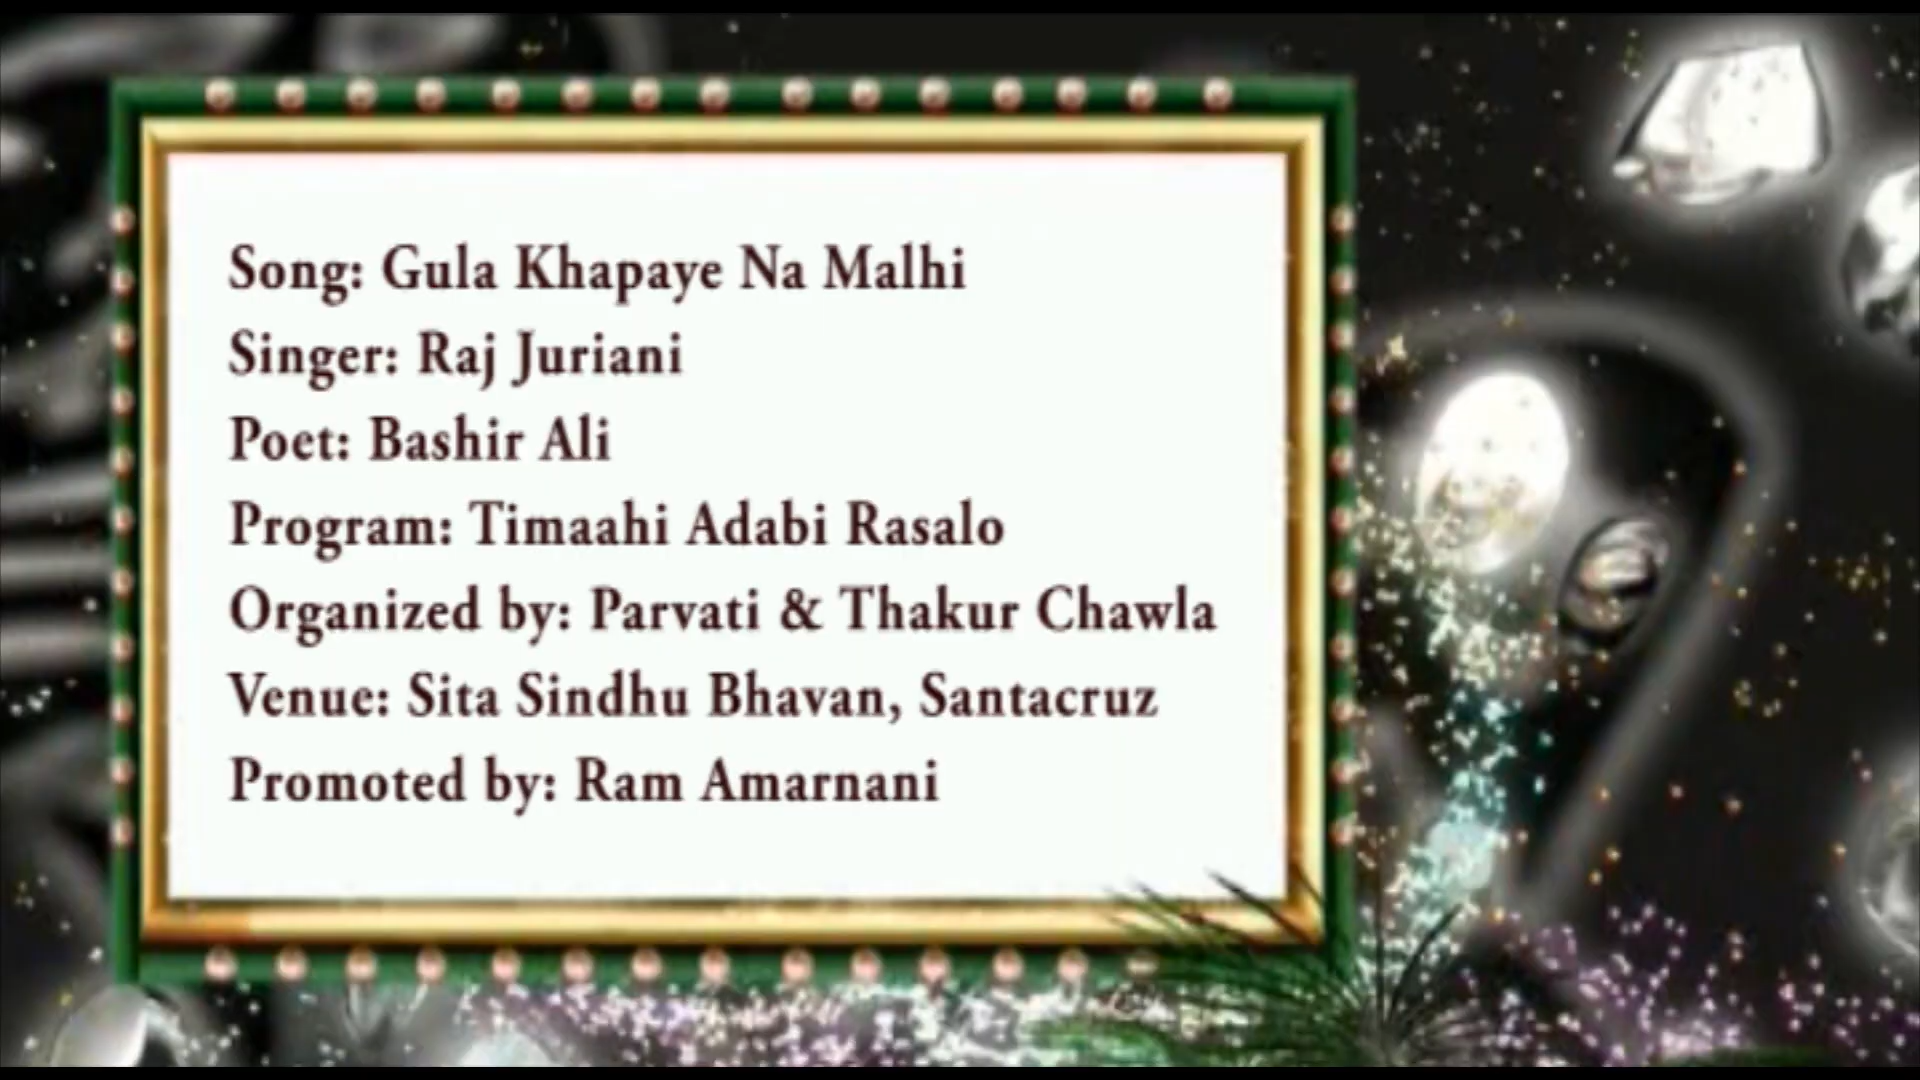 Song: Gula Khapaye Na Malhi
Singer: Raj Juriani
Poet: Bashir Ali
Program: Timaahi Adabi Rasalo
Organized by: Parvati & Thakur Chawla
Venue: Sita Sindhu Bhavan, Santacruz
Promoted by: Ram Amarnani